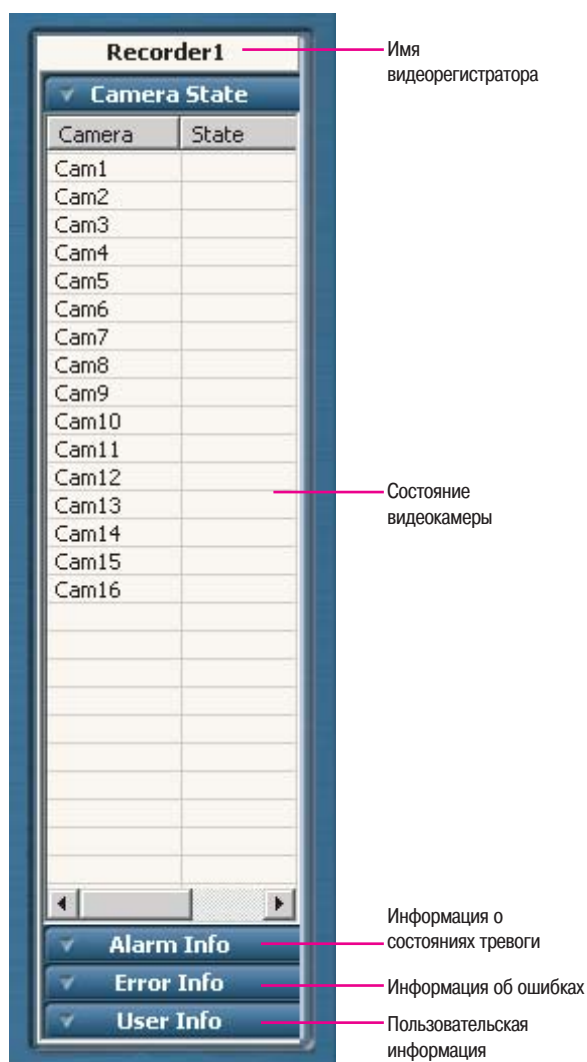 Recorder1
Имя
видеорегистратора
Camera State
Camera State
Cam1
Cam2
Cam3
Cam4
Cam5
Cam6
Cam7
Cam8
Cam9
Cam10
Cam11
Cam12
Cam13
Cam14
Cam15
Cam16
Состояние
видеокамеры
Alarm Info
Информация о
состояниях тревоги
Error Info
Информация об ошибках
User Info
Пользовательская
информация